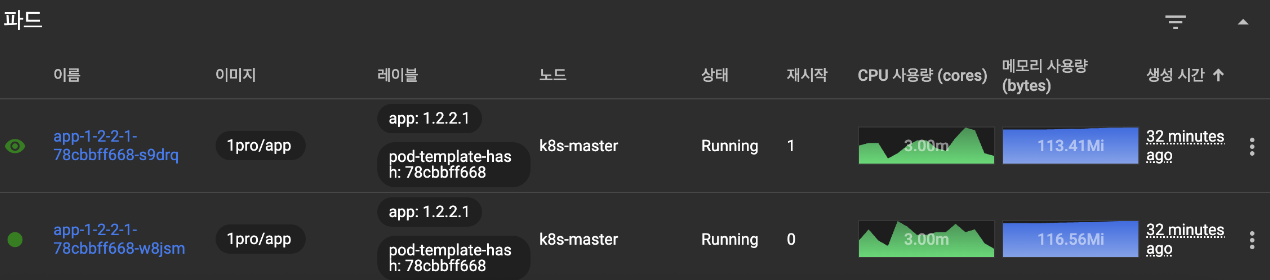 파드
이름 이미지 레이블 노드 상태 재시작 CPU 사용량 (cores) 메모리 사용량 (bytes) 생성 시간
app-1-2-2-1-
78cbbff668-s9drq
1pro/app
app: 1.2.2.1
pod-template-has
h: 78cbbff668
k8s-master
Running
1
3.00m
113.41Mi
32 minutes
ago
app-1-2-2-1-
78cbbff668-w8jsm
1pro/app
app: 1.2.2.1
pod-template-has
h: 78cbbff668
k8s-master
Running
0
3.00m
116.56Mi
32 minutes
ago